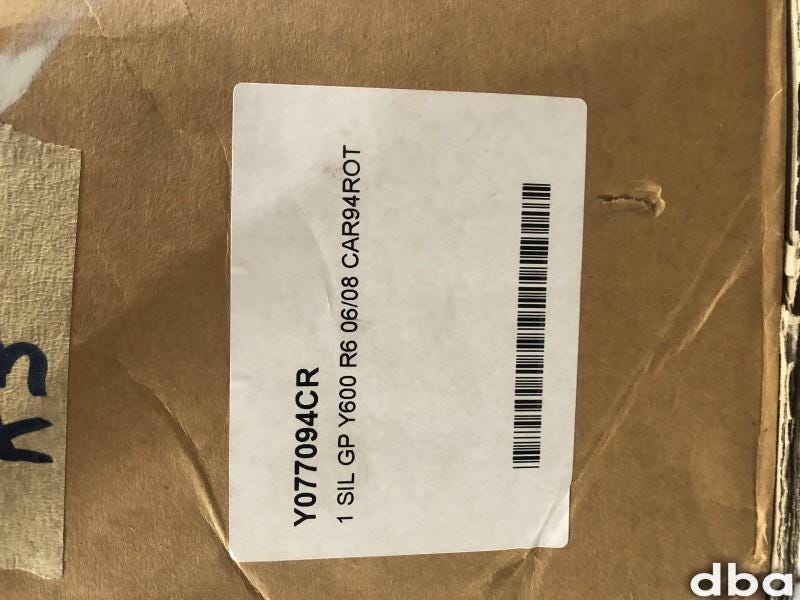 Y077094CR
1 SIL GP Y600 R6 06/08 CAR94ROT
dba